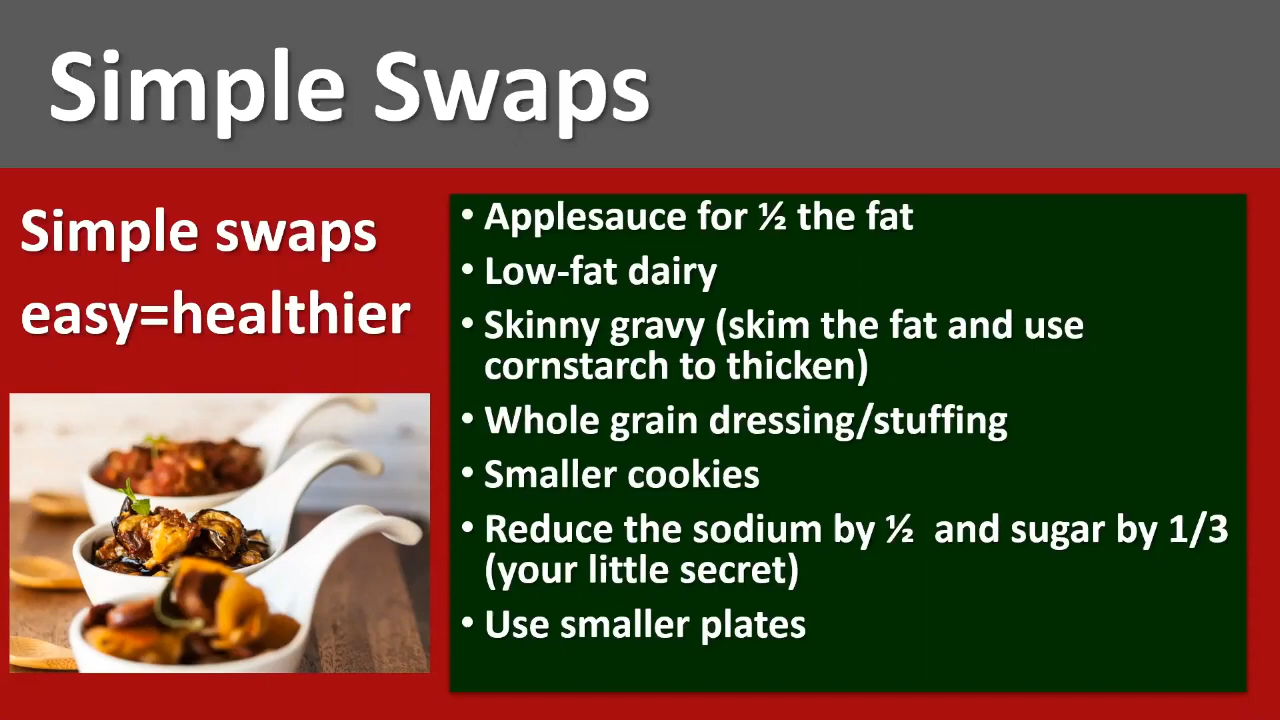 Simple Swaps
Simple swaps
easy=healthier
• Applesauce for ½ the fat
• Low-fat dairy
• Skinny gravy (skim the fat and use
cornstarch to thicken)
• Whole grain dressing/stuffing
• Smaller cookies
• Reduce the sodium by ½  and sugar by 1/3
(your little secret)
• Use smaller plates